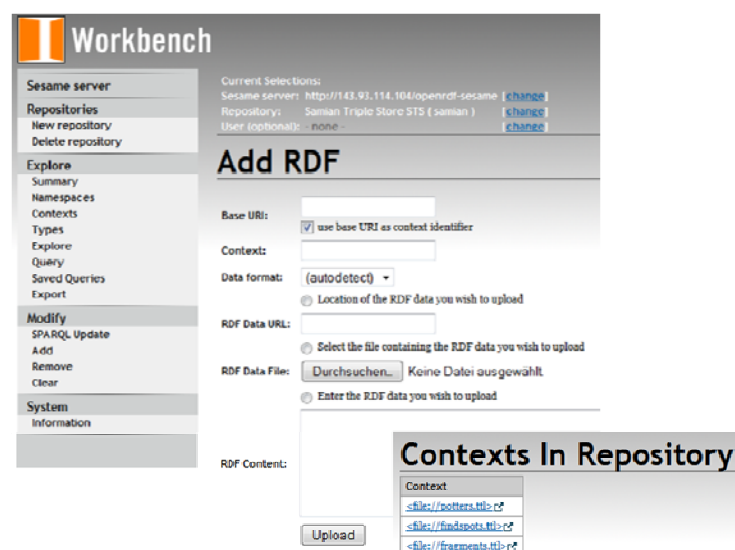 Workbench
Sesame server
Repositories
New repository
Delete repository
Explore
Summary
Namespaces
Contexts
Types
Explore
Query
Saved Queries
Export
Modify
SPARQL Update
Add
Remove
Clear
System
Information
Current Selections:
Sesame server: http://143.93.114.104/openrdf-sesame [change]
Repository: Samian Triple Store STS ( samian ) [change]
User (optional): - none - [change]
Add RDF
Base URI:
use base URI as context identifier
Context:
Data format: (autodetect)
Location of the RDF data you wish to upload
RDF Data URL:
Select the file containing the RDF data you wish to upload
RDF Data File: Durchsuchen... Keine Datei ausgewählt.
Enter the RDF data you wish to upload
RDF Content:
Upload
Contexts In Repository
Context
<file://potters.ttl>
<file://findspots.ttl>
<file://fragments.ttl>